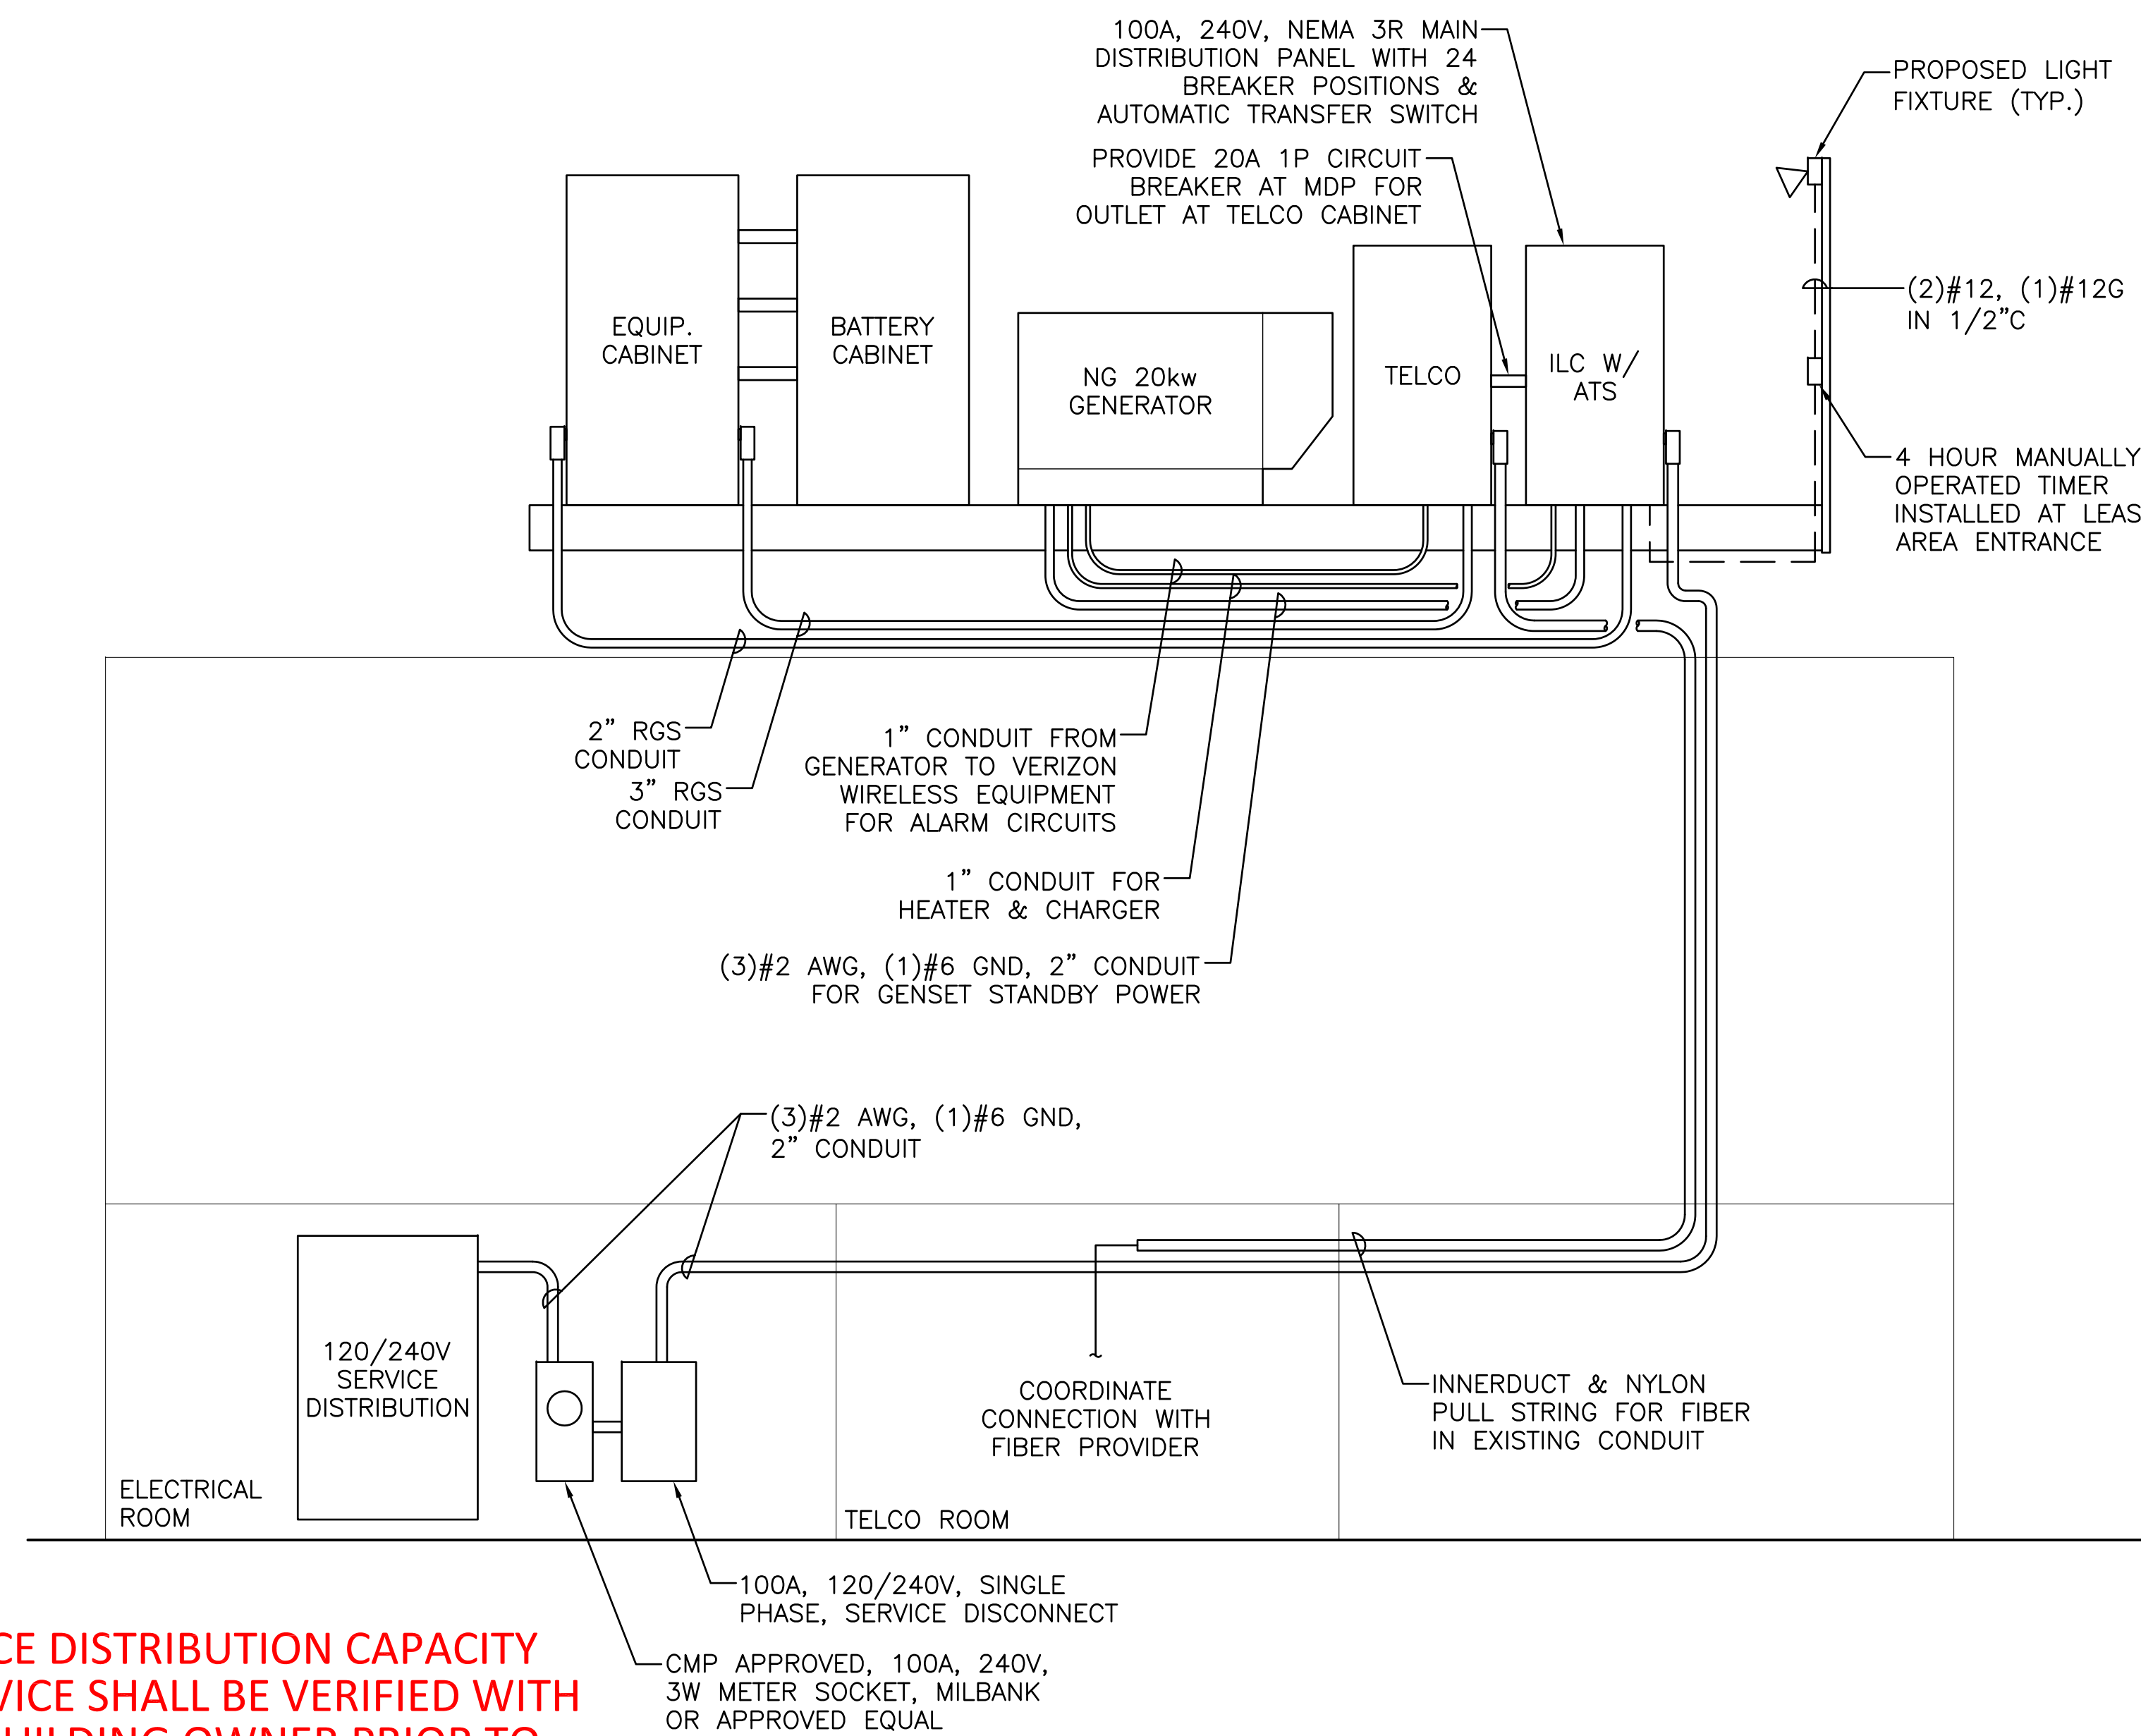 100A, 240V, NEMA 3R MAIN
DISTRIBUTION PANEL WITH 24
BREAKER POSITIONS &
AUTOMATIC TRANSFER SWITCH
PROVIDE 20A 1P CIRCUIT
BREAKER AT MDP FOR
OUTLET AT TELCO CABINET
PROPOSED LIGHT
FIXTURE (TYP.)
(2)#12, (1)#12G
IN 1/2"C
4 HOUR MANUALLY
OPERATED TIMER
INSTALLED AT LEAS
AREA ENTRANCE
EQUIP.
CABINET
BATTERY
CABINET
NG 20kw
GENERATOR
TELCO
ILC W/
ATS
2" RGS
CONDUIT
3" RGS
CONDUIT
1" CONDUIT FROM
GENERATOR TO VERIZON
WIRELESS EQUIPMENT
FOR ALARM CIRCUITS
1" CONDUIT FOR
HEATER & CHARGER
(3)#2 AWG, (1)#6 GND, 2" CONDUIT
FOR GENSET STANDBY POWER
(3)#2 AWG, (1)#6 GND,
2" CONDUIT
120/240V
SERVICE
DISTRIBUTION
ELECTRICAL
ROOM
TELCO ROOM
COORDINATE
CONNECTION WITH
FIBER PROVIDER
INNERDUCT & NYLON
PULL STRING FOR FIBER
IN EXISTING CONDUIT
100A, 120/240V, SINGLE
PHASE, SERVICE DISCONNECT
CMP APPROVED, 100A, 240V,
3W METER SOCKET, MILBANK
OR APPROVED EQUAL
CE DISTRIBUTION CAPACITY
VICE SHALL BE VERIFIED WITH
UILDING OWNER PRIOR TO